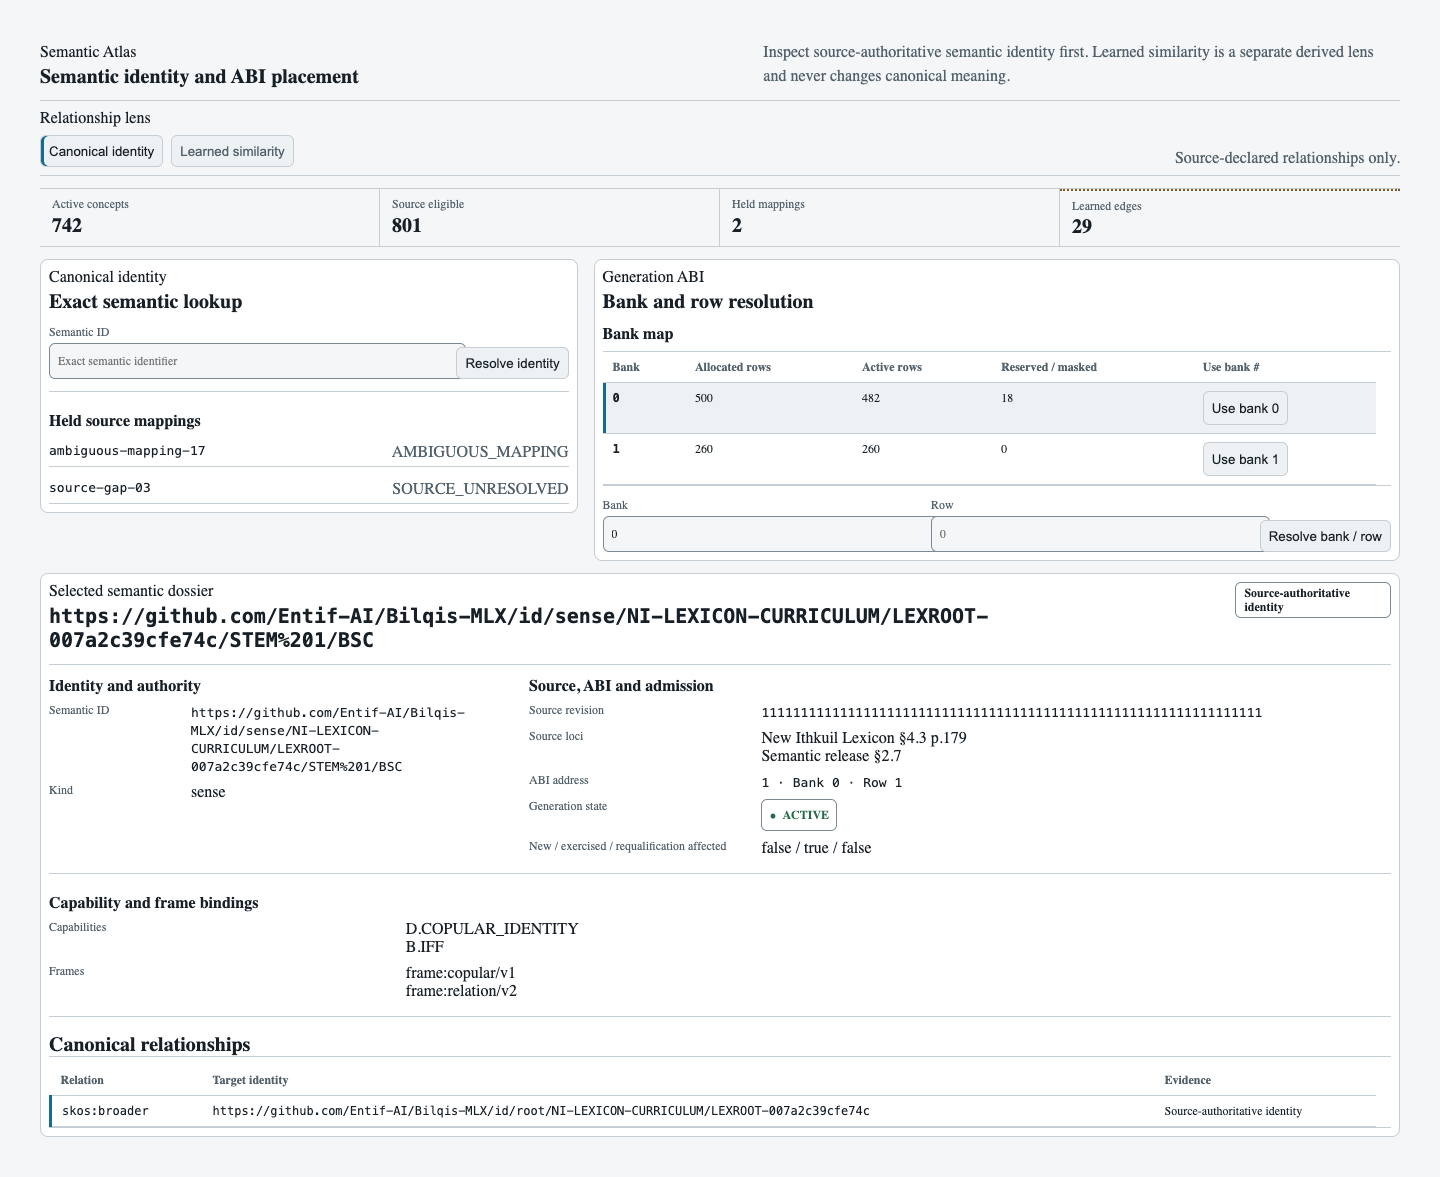 Semantic Atlas
Semantic identity and ABI placement
Inspect source-authoritative semantic identity first. Learned similarity is a separate derived lens
and never changes canonical meaning.
Relationship lens
Canonical identity
Learned similarity
Source-declared relationships only.
Active concepts
742
Source eligible
801
Held mappings
2
Learned edges
29
Canonical identity
Exact semantic lookup
Semantic ID
Exact semantic identifier
Resolve identity
Held source mappings
ambiguous-mapping-17 AMBIGUOUS_MAPPING
source-gap-03 SOURCE_UNRESOLVED
Generation ABI
Bank and row resolution
Bank map
Bank Allocated rows Active rows Reserved / masked Use bank #
0 500 482 18 Use bank 0
1 260 260 0 Use bank 1
Bank Row
0 0 Resolve bank / row
Selected semantic dossier
https://github.com/Entif-AI/Bilqis-MLX/id/sense/NI-LEXICON-CURRICULUM/LEXROOT-
007a2c39cfe74c/STEM%201/BSC
Source-authoritative
identity
Identity and authority
Semantic ID
https://github.com/Entif-AI/Bilqis-
MLX/id/sense/NI-LEXICON-
CURRICULUM/LEXROOT-
007a2c39cfe74c/STEM%201/BSC
Kind sense
Source, ABI and admission
Source revision 1111111111111111111111111111111111111111111111111111111111111111
Source loci New Ithkuil Lexicon §4.3 p.179
Semantic release §2.7
ABI address 1 · Bank 0 · Row 1
Generation state ● ACTIVE
New / exercised / requalification affected false / true / false
Capability and frame bindings
Capabilities D.COPULAR_IDENTITY
B.IFF
Frames frame:copular/v1
frame:relation/v2
Canonical relationships
Relation Target identity Evidence
skos:broader https://github.com/Entif-AI/Bilqis-MLX/id/root/NI-LEXICON-CURRICULUM/LEXROOT-007a2c39cfe74c Source-authoritative identity